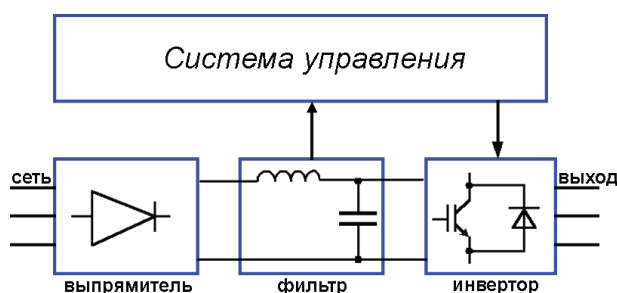 Система управления
сеть
выход
выпрямитель
фильтр
инвертор